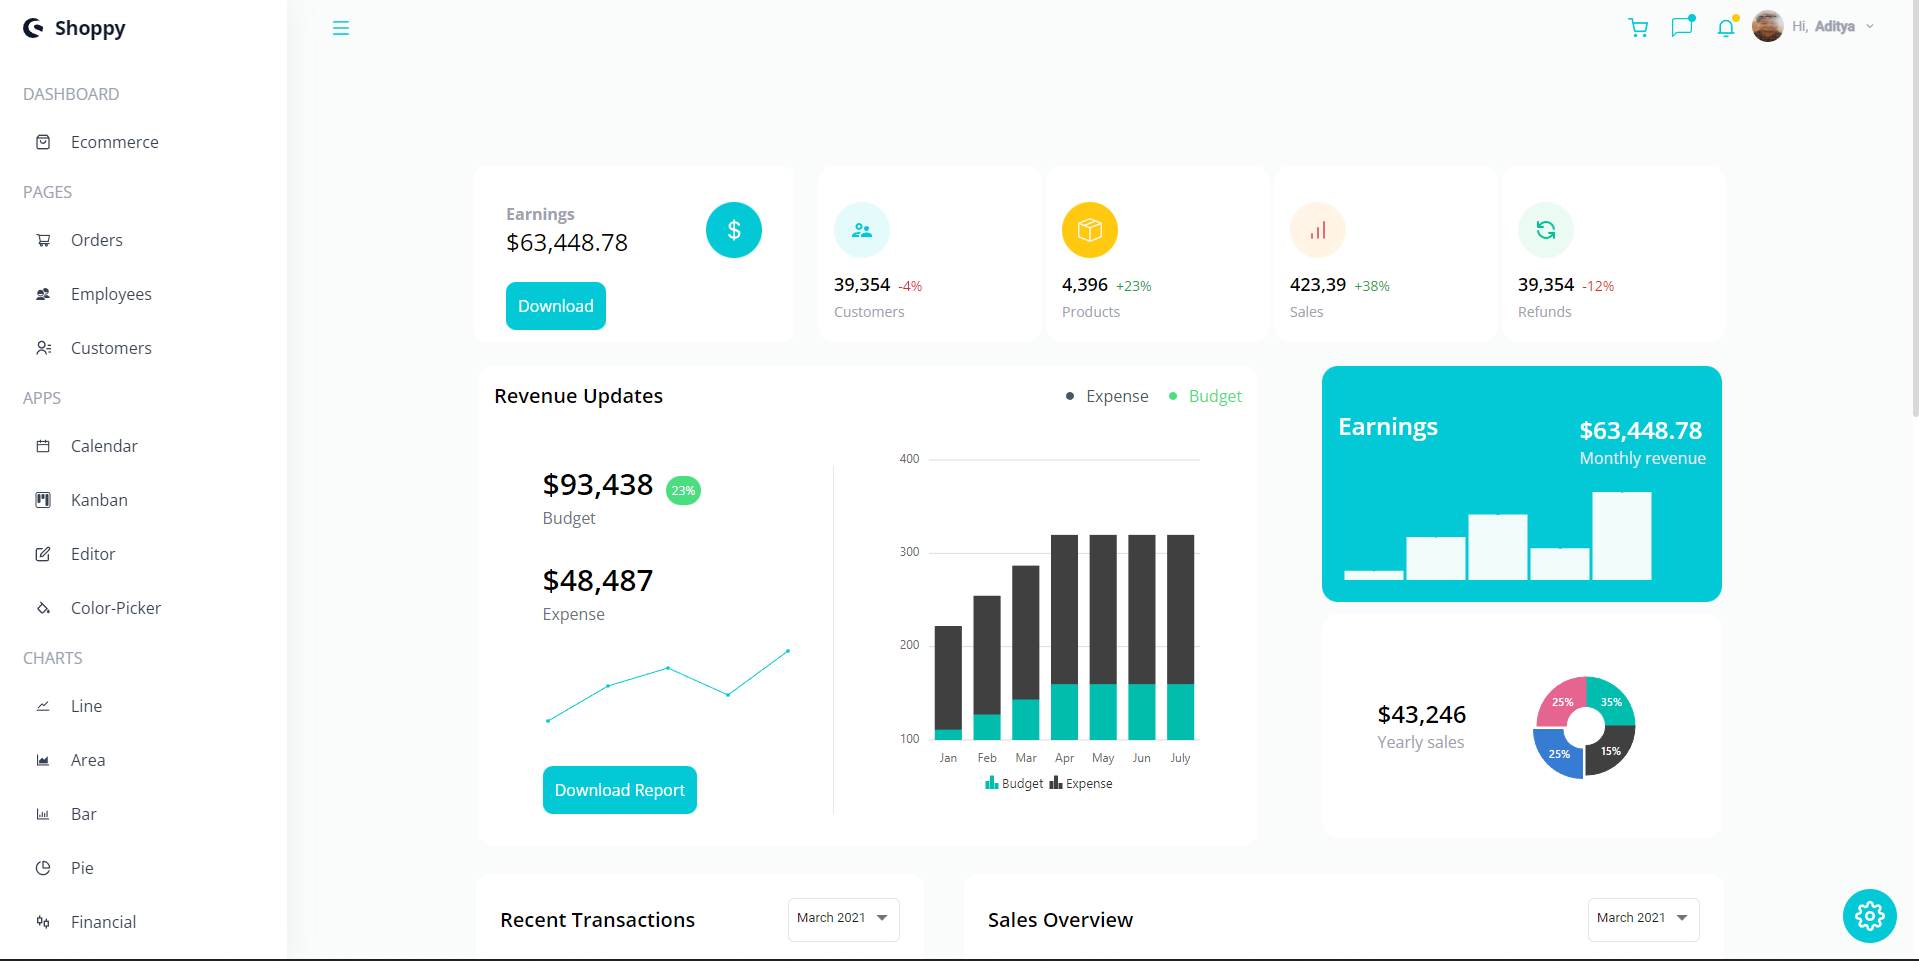 Shoppy
Hi, Aditya
DASHBOARD
Ecommerce
PAGES
Orders
Employees
Customers
APPS
Calendar
Kanban
Editor
Color-Picker
CHARTS
Line
Area
Bar
Pie
Financial
Earnings
$63,448.78
$
Download
39,354 -4%
Customers
4,396 +23%
Products
423,39 +38%
Sales
39,354 -12%
Refunds
Revenue Updates
Expense
Budget
$93,438 23%
Budget
$48,487
Expense
Download Report
400
300
200
100
Jan Feb Mar Apr May Jun July
Budget Expense
Earnings
$63,448.78
Monthly revenue
$43,246
Yearly sales
25% 35%
25% 15%
Recent Transactions
March 2021
Sales Overview
March 2021